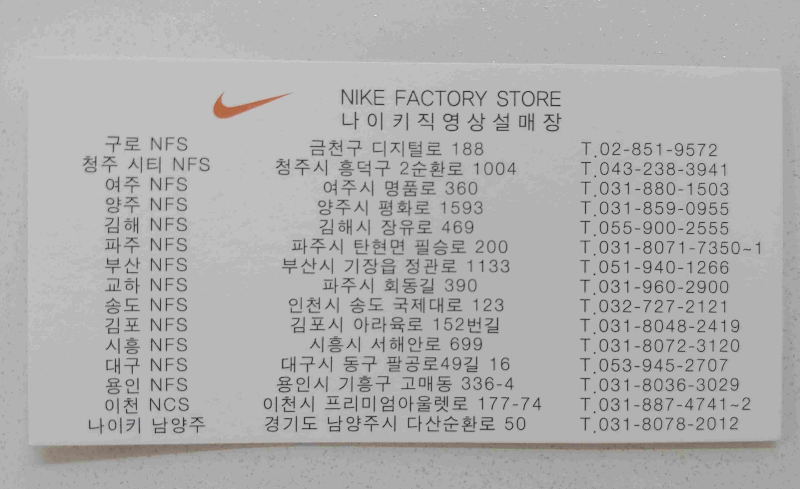 NIKE FACTORY STORE
나이키직영상설매장
구로 NFS 금천구 디지털로 188 T.02-851-9572
청주 시티 NFS 청주시 흥덕구 2순환로 1004 T.043-238-3941
여주 NFS 여주시 명품로 360 T.031-880-1503
양주 NFS 양주시 평화로 1593 T.031-859-0955
김해 NFS 김해시 장유로 469 T.055-900-2555
파주 NFS 파주시 탄현면 필승로 200 T.031-8071-7350~1
부산 NFS 부산시 기장읍 정관로 1133 T.051-940-1266
교하 NFS 파주시 회동길 390 T.031-960-2900
송도 NFS 인천시 송도 국제대로 123 T.032-727-2121
김포 NFS 김포시 아라육로 152번길 T.031-8048-2419
시흥 NFS 시흥시 서해안로 699 T.031-8072-3120
대구 NFS 대구시 동구 팔공로49길 16 T.053-945-2707
용인 NFS 용인시 기흥구 고매동 336-4 T.031-8036-3029
이천 NCS 이천시 프리미엄아울렛로 177-74 T.031-887-4741~2
나이키 남양주 경기도 남양주시 다산순환로 50 T.031-8078-2012